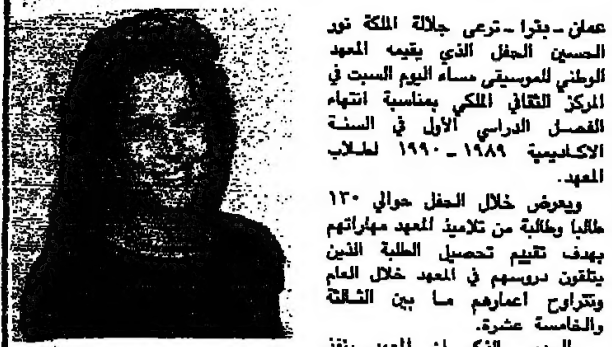 عمان ـ بترا ـ ترعى جلالة الملكة نور
الحسين الحفل الذي يقيمه المعهد
الوطني للموسيقى مساء اليوم السبت في
المركز الثقافي الملكي بمناسبة انتهاء
الفصل الدراسي الأول في السنة
الاكاديمية ١٩٨٩ ـ ١٩٩٠ لطلاب
المعهد.
ويعرض خلال الحفل حوالي ١٣٠
طالبا وطالبة من تلاميذ المعهد مهاراتهم
بهدف تقييم تحصيل الطلبة الذين
يتلقون دروسهم في المعهد خلال العام
وتتراوح اعمارهم ما بين الثالثة
والخامسة عشرة.